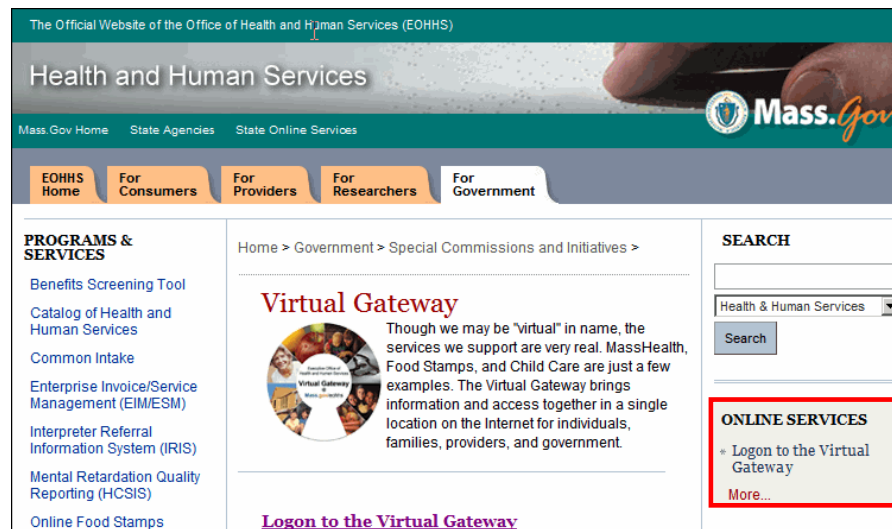 The Official Website of the Office of Health and Human Services (EOHHS)
Health and Human Services
Mass.Gov
Mass.Gov Home State Agencies State Online Services
EOHHS Home
For Consumers
For Providers
For Researchers
For Government
PROGRAMS &
SERVICES
Benefits Screening Tool
Catalog of Health and
Human Services
Common Intake
Enterprise Invoice/Service
Management (EIM/ESM)
Interpreter Referral
Information System (IRIS)
Mental Retardation Quality
Reporting (HCSIS)
Online Food Stamps
Home > Government > Special Commissions and Initiatives >
Virtual Gateway
Virtual Gateway
Though we may be "virtual" in name, the
services we support are very real. MassHealth,
Food Stamps, and Child Care are just a few
examples. The Virtual Gateway brings
information and access together in a single
location on the Internet for individuals,
families, providers, and government.
Logon to the Virtual Gateway
SEARCH
Health & Human Services
Search
ONLINE SERVICES
* Logon to the Virtual
Gateway
More...